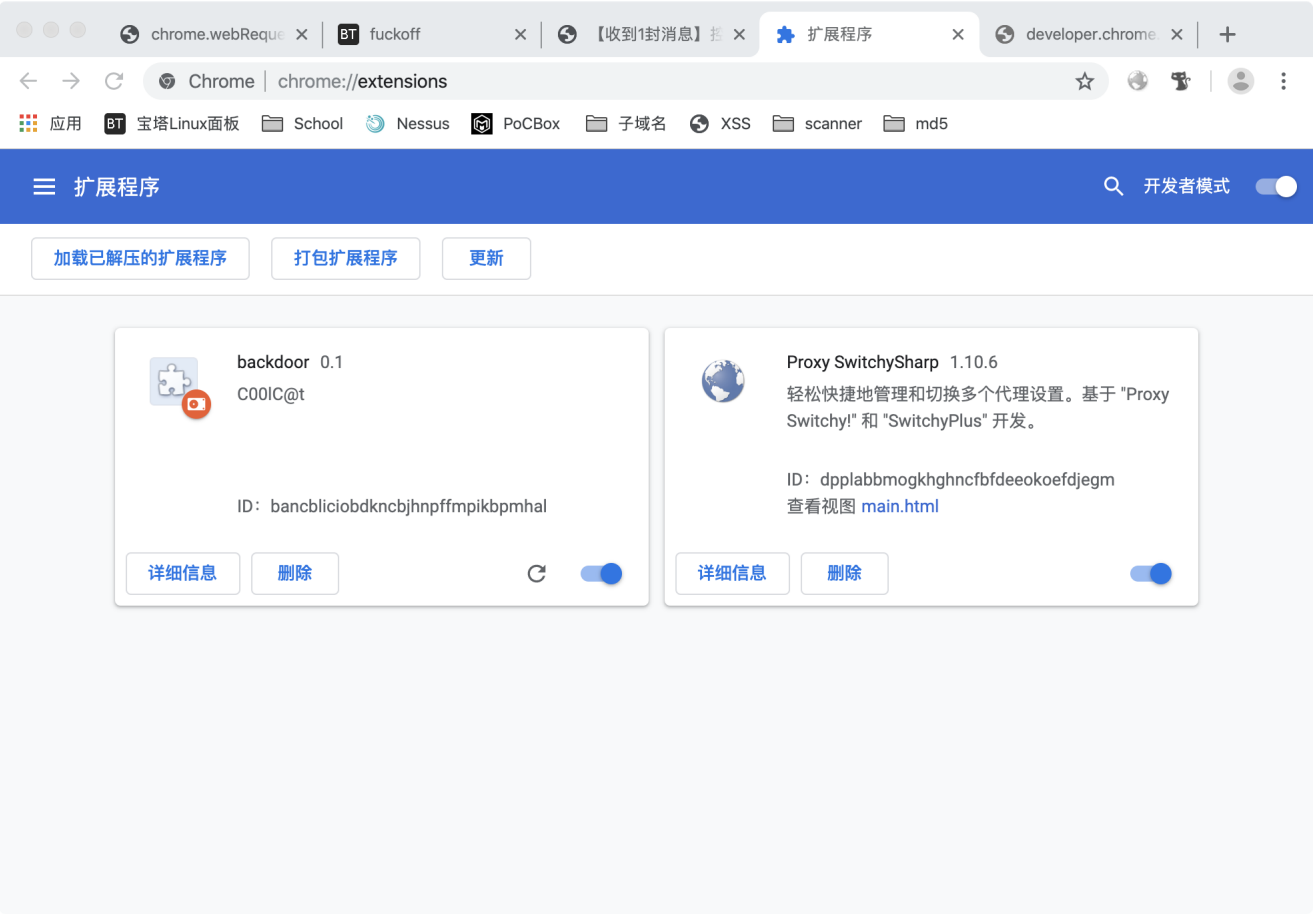 chrome.webReque
BT fuckoff
【收到1封消息】
扩展程序
developer.chrome.
Chrome chrome://extensions
应用
BT 宝塔Linux面板
School
Nessus
PoCBox
子域名
XSS
scanner
md5
扩展程序
开发者模式
加载已解压的扩展程序
打包扩展程序
更新
backdoor 0.1
C00lC@t
ID：bancbliciobdkncbjhnpffmpikbpmhal
详细信息
删除
Proxy SwitchySharp 1.10.6
轻松快捷地管理和切换多个代理设置。基于 "Proxy
Switchy!" 和 "SwitchyPlus" 开发。
ID：dpplabbmogkhghncfbfdeeokoefdjegm
查看视图 main.html
详细信息
删除